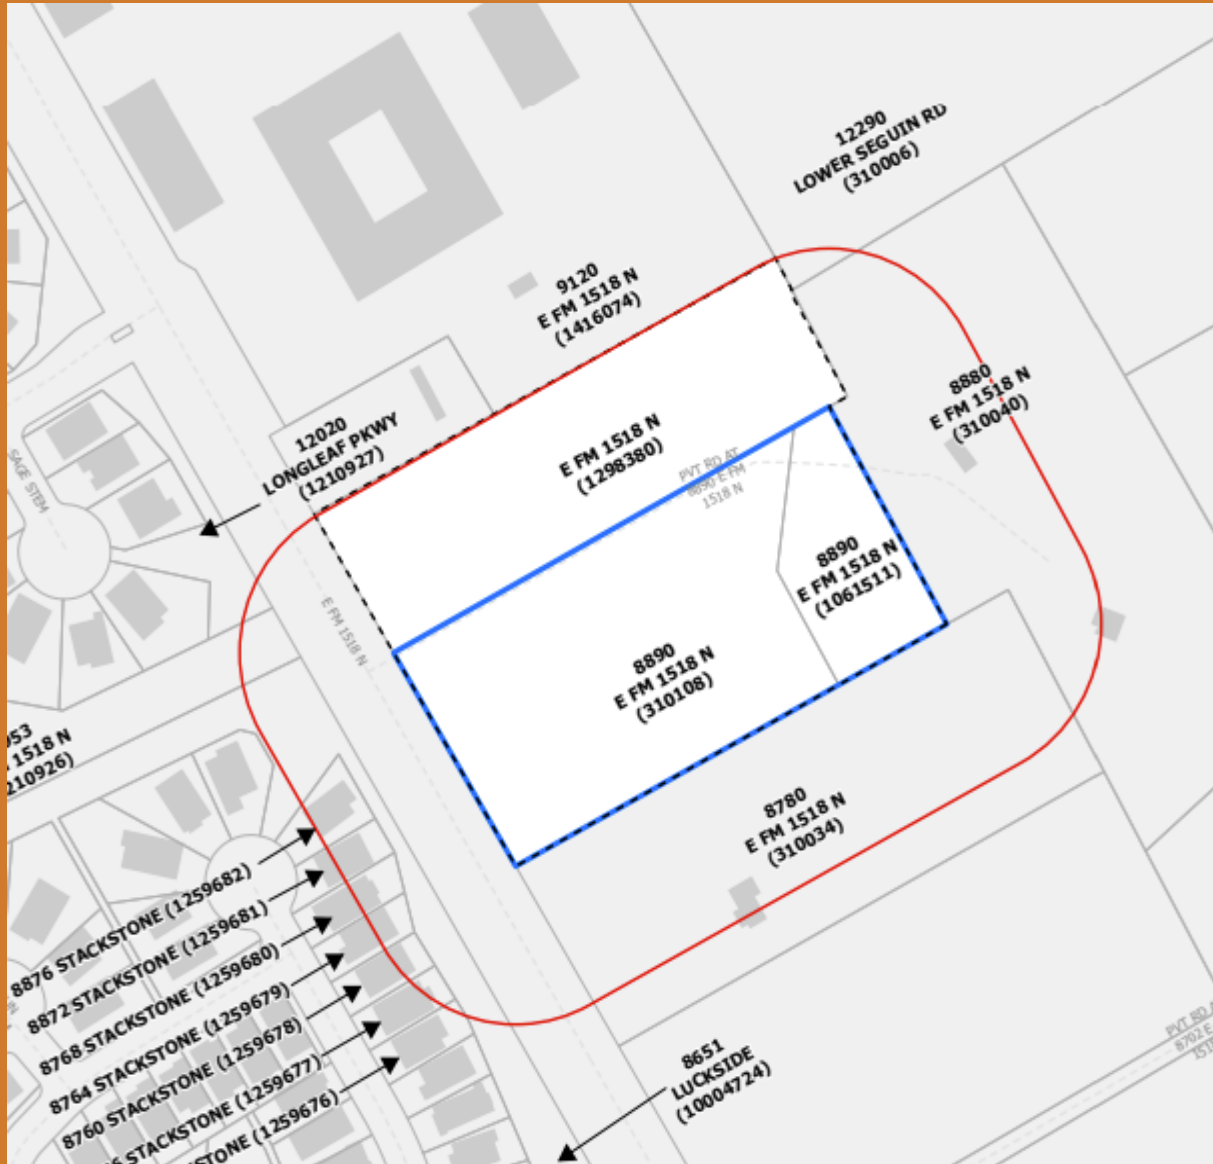 12290
LOWER SEGUIN RD
(310006)
9120
E FM 1518 N
(1416074)
8880
E FM 1518 N
(310040)
12020
LONGLEAF PKWY
(1210927)
E FM 1518 N
(1298380)
PVT RD AT
8890 E FM
1518 N
SAGE STEM
8890
E FM 1518 N
(1061511)
E FM 1518 N
8890
E FM 1518 N
(310108)
1518 N
8780
E FM 1518 N
(310034)
8876 STACKSTONE (1259682)
8872 STACKSTONE (1259681)
8768 STACKSTONE (1259680)
8764 STACKSTONE (1259679)
8760 STACKSTONE (1259678)
STACKSTONE (1259677)
(1259676)
8651
LUCKSIDE
(10004724)
PVT RD
8702 E